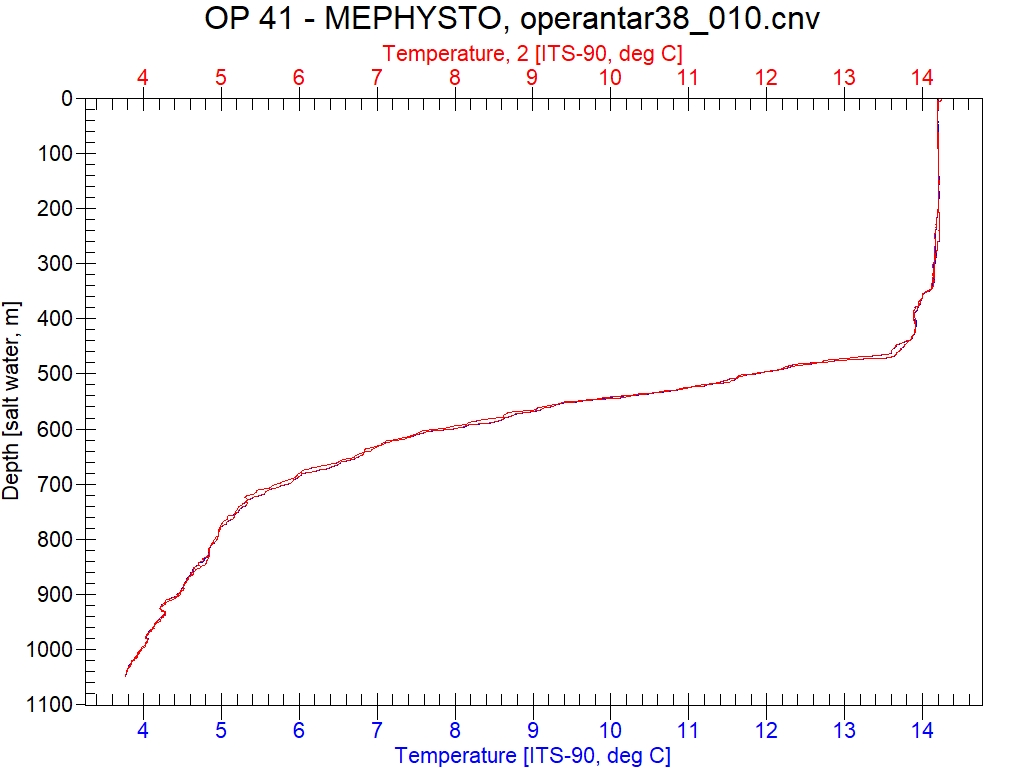 OP 41 - MEPHYSTO, operantar38_010.cnv
Temperature, 2 [ITS-90, deg C]
4 5 6 7 8 9 10 11 12 13 14
0
100
200
300
400
500
600
700
800
900
1000
1100
Depth [salt water, m]
4 5 6 7 8 9 10 11 12 13 14
Temperature [ITS-90, deg C]